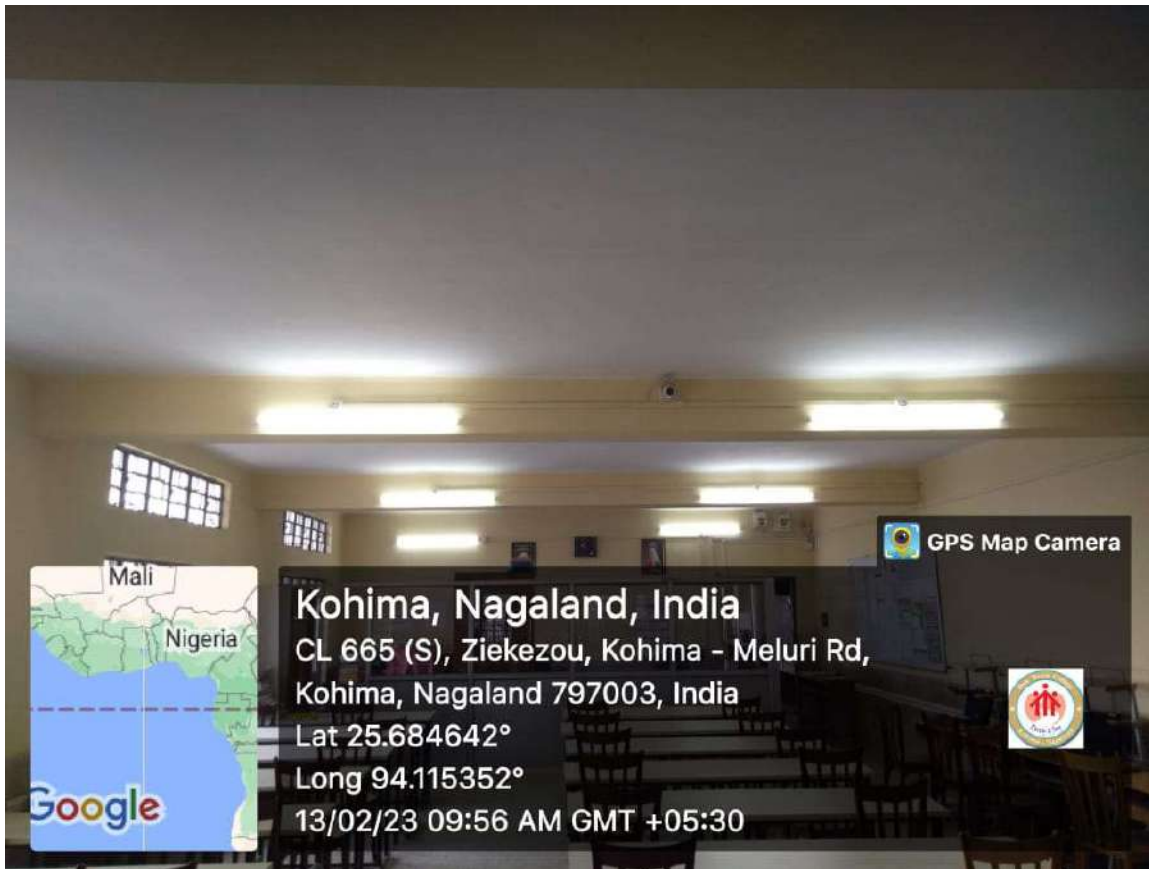 GPS Map Camera
Mali
Nigeria
Google
Kohima, Nagaland, India
CL 665 (S), Ziekezou, Kohima - Meluri Rd,
Kohima, Nagaland 797003, India
Lat 25.684642°
Long 94.115352°
13/02/23 09:56 AM GMT +05:30